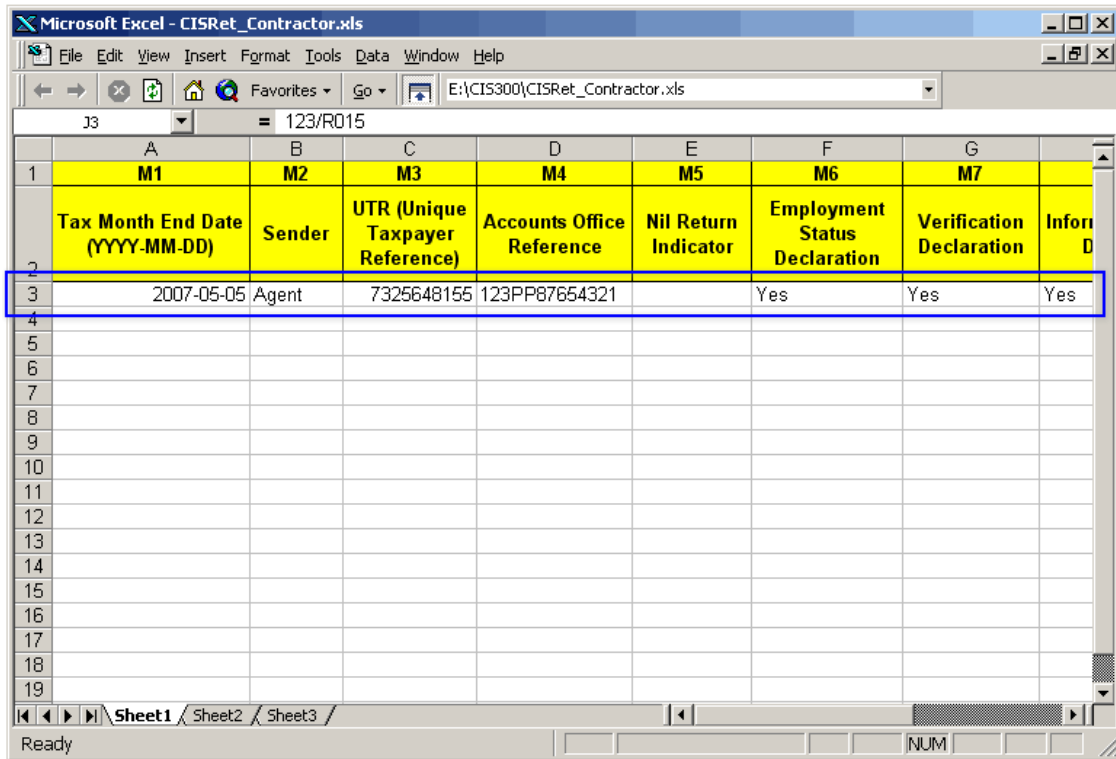 Microsoft Excel - CISRet_Contractor.xls
File Edit View Insert Format Tools Data Window Help
Favorites Go E:\CIS300\CISRet_Contractor.xls
J3 = 123/R015
A B C D E F G
1 M1 M2 M3 M4 M5 M6 M7
2 Tax Month End Date (YYYY-MM-DD) Sender UTR (Unique Taxpayer Reference) Accounts Office Reference Nil Return Indicator Employment Status Declaration Verification Declaration
3 2007-05-05 Agent 7325648155 123PP87654321 Yes Yes Yes
4
5
6
7
8
9
10
11
12
13
14
15
16
17
18
19
Sheet1 Sheet2 Sheet3
Ready NUM